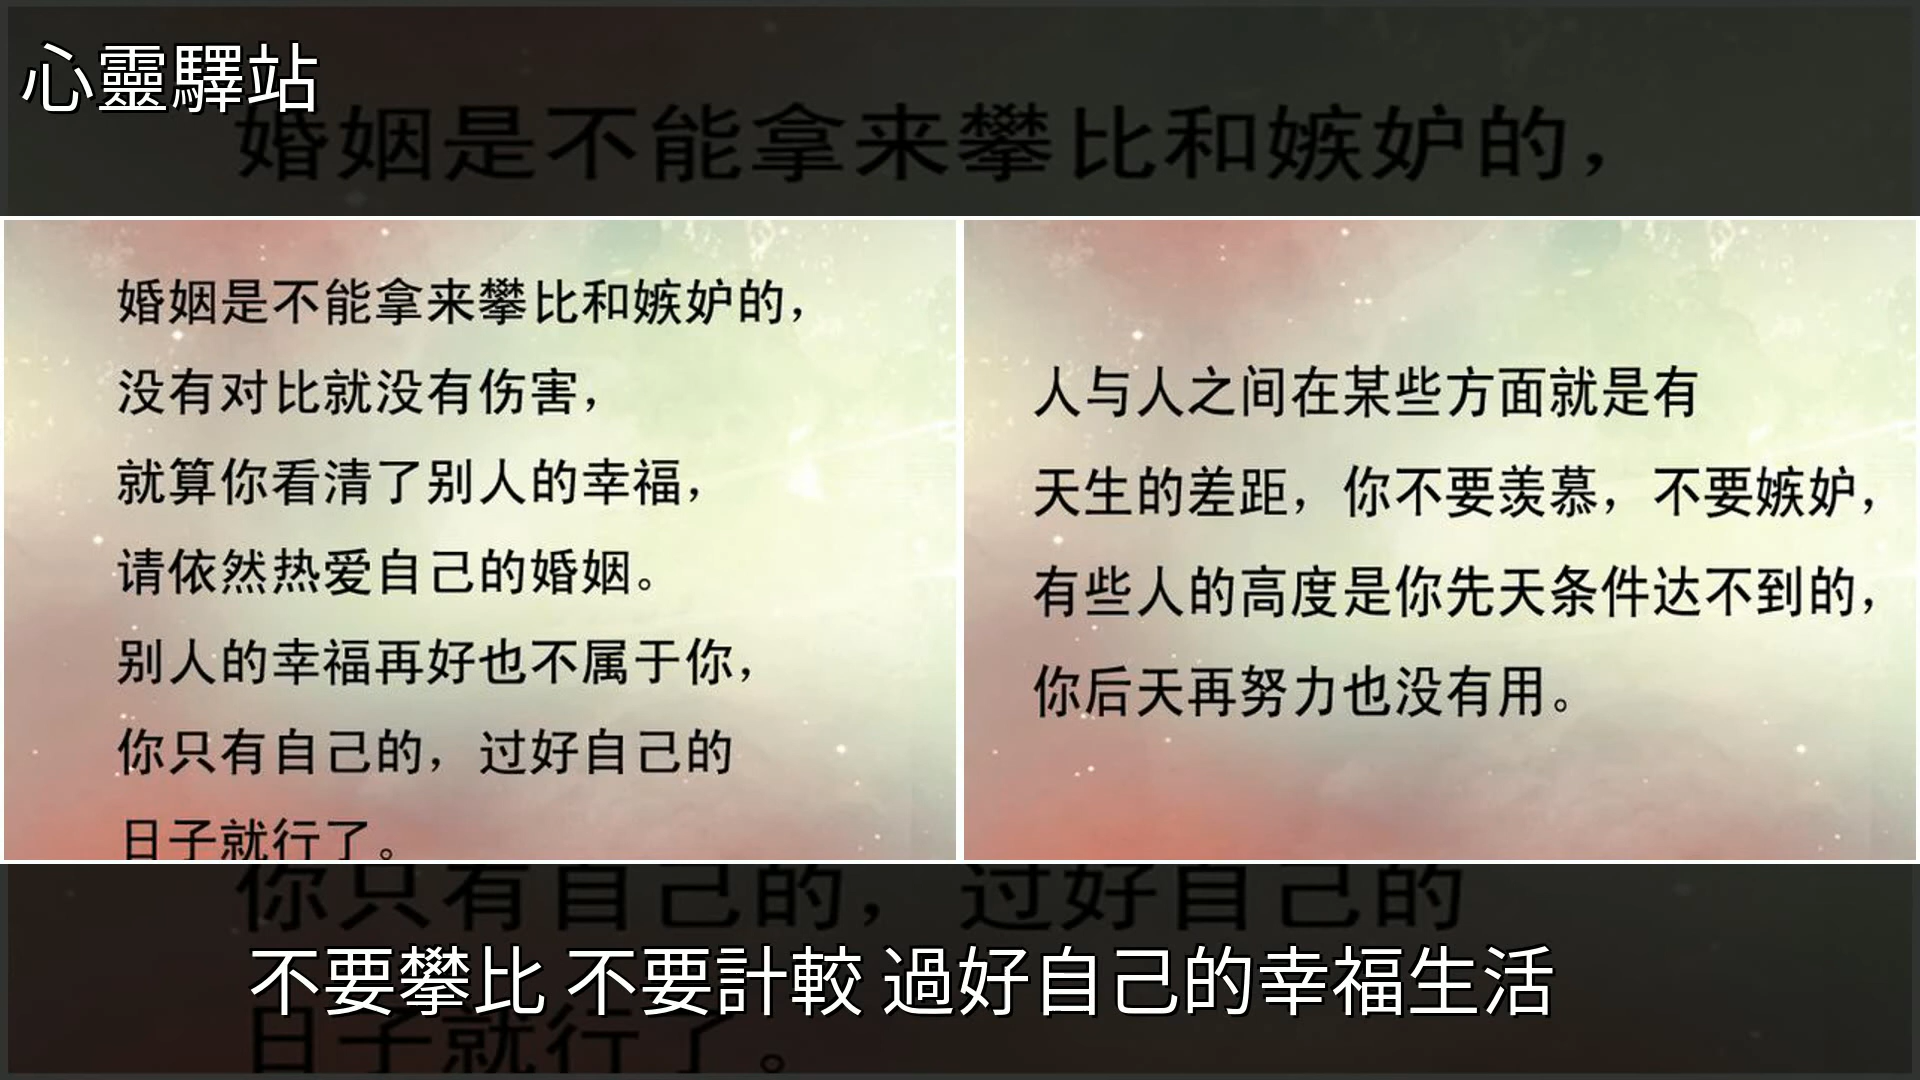 心靈驛站
婚姻是不能拿来攀比和嫉妒的，
婚姻是不能拿来攀比和嫉妒的，
没有对比就没有伤害，
就算你看清了别人的幸福，
请依然热爱自己的婚姻。
别人的幸福再好也不属于你，
你只有自己的，过好自己的
日子就行了。
人与人之间在某些方面就是有
天生的差距，你不要羡慕，不要嫉妒，
有些人的高度是你先天条件达不到的，
你后天再努力也没有用。
你只有自己的，过好自己的
不要攀比 不要計較 過好自己的幸福生活
日子就行了。